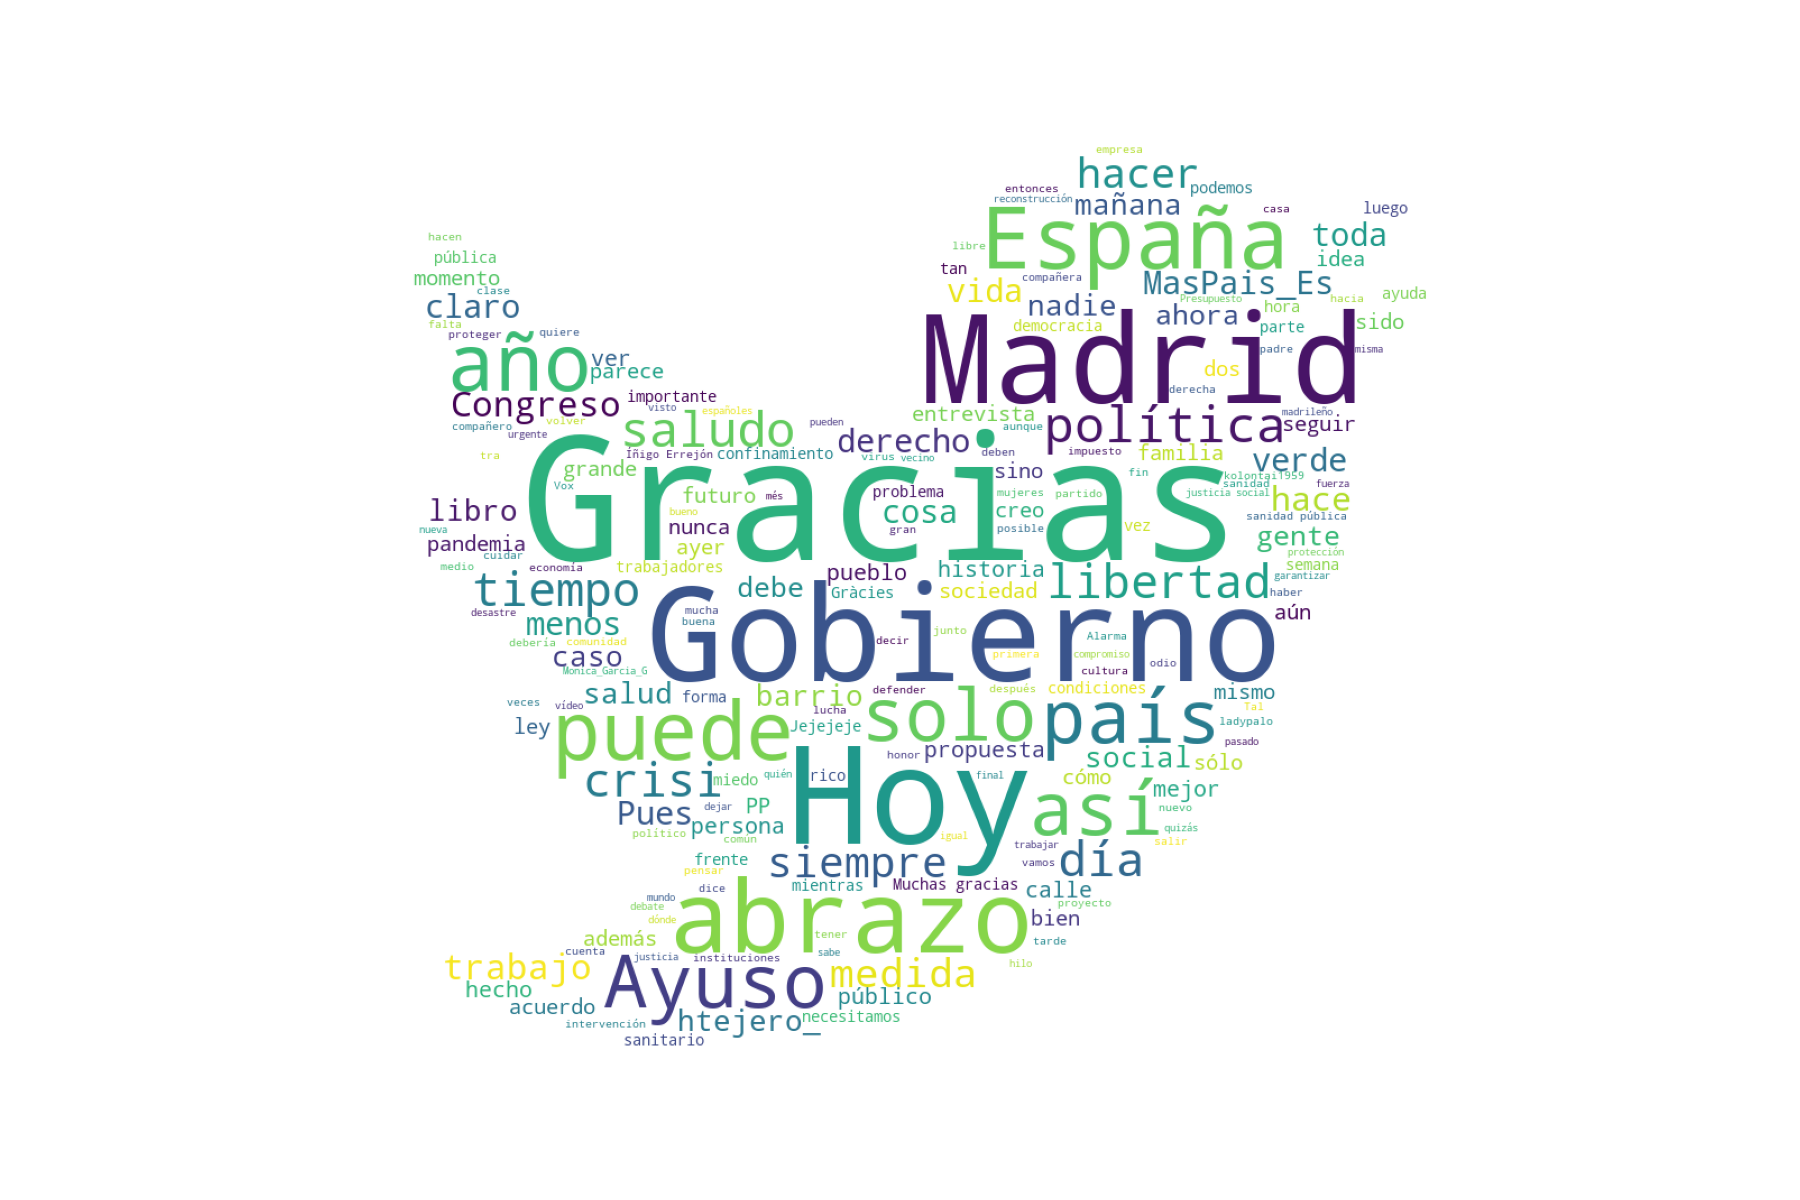 empresa
hacer
entonces
podemos
reconstrucción
mañana
casa
luego
España
toda
hacen
libre
pública
idea
tan
momento
compañera
MasPais_Es
clase
vida
Presupuesto
hacia
ayuda
claro
nadie
hora
ahora
falta
democracia
parte
sido
proteger
quiere
Madrid
padre
misma
año
ver
parece
dos
derecha
Congreso
importante
visto
españoles
entrevista
madrileño
compañero
volver
saludo
pueden
aunque
política
seguir
urgente
derecho
tra
Íñigo Errejón
confinamiento
virus
vecino
deben
impuesto
familia
verde
grande
sino
fin
kolontai1959
Vox
Gracias
sanidad
fuerza
futuro
més
problema
mujeres
partido
justicia social
hace
libro
bueno
cosa
creo
sanidad pública
nueva
nunca
gran
posible
vez
pandemia
ayer
gente
cuidar
protección
medio
economía
trabajadores
pueblo
historia
semana
tiempo
debe
Gràcies
sociedad
libertad
garantizar
haber
desastre
mucha
aún
menos
buena
Gobierno
debería
comunidad
decir
junto
Alarma
caso
primera
compromiso
odio
Monica_Garcia_G
cultura
salud
forma
barrio
defender
después
condiciones
mismo
veces
vídeo
lucha
Tal
ley
puede
Jejejeje
solo
país
ladypalo
honor
propuesta
pasado
crisi
miedo
quién
rico
final
social
sólo
cómo
mejor
Pues
dejar
PP
Hoy
así
nuevo
persona
político
común
igual
quizás
trabajar
salir
frente
siempre
vamos
día
pensar
dice
mientras
Muchas gracias
calle
mundo
debate
dónde
abrazo
proyecto
bien
además
tener
tarde
cuenta
justicia
instituciones
sabe
trabajo
hilo
Ayuso
medida
hecho
público
acuerdo
intervención
htejero_
necesitamos
sanitario